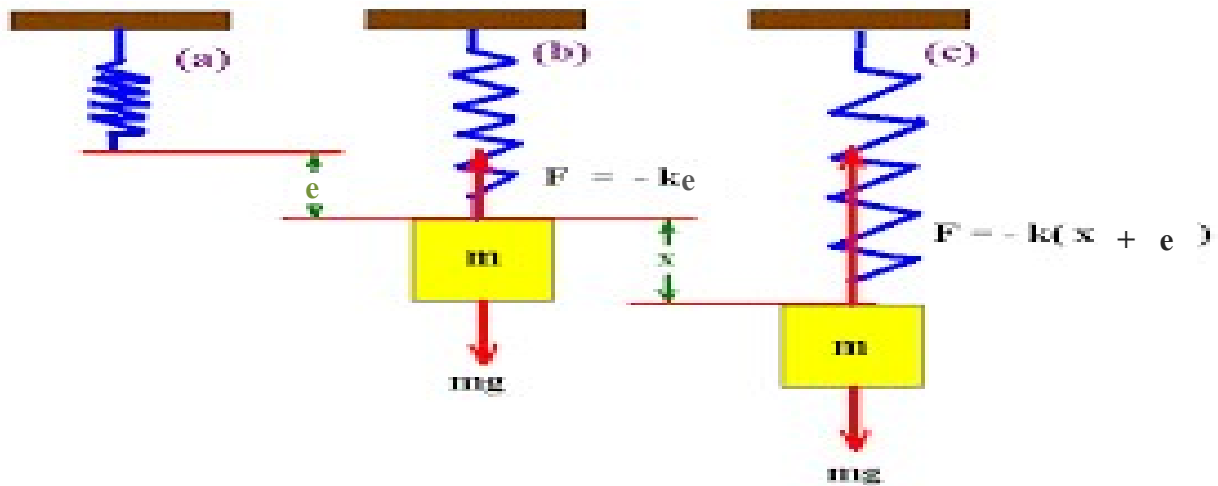 (a)
(b)
(c)
e
F = - ke
x
F = - k( x + e )
m
m
mg
mg